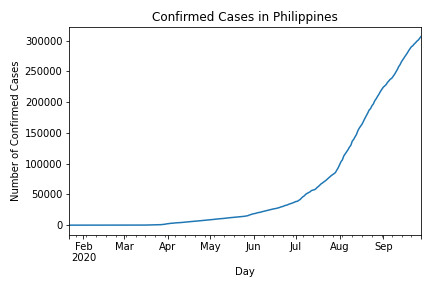 Confirmed Cases in Philippines
Number of Confirmed Cases
300000
250000
200000
150000
100000
50000
0
Feb Mar Apr May Jun Jul Aug Sep
2020
Day